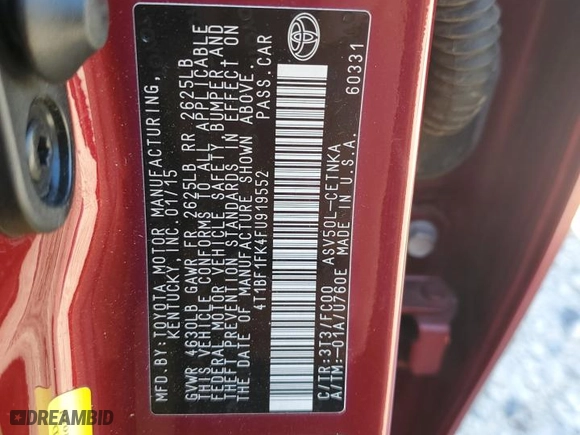 MFD.BY:TOYOTA MOTOR MANUFACTURING,
KENTUCKY,INC.01/15
GVWR 4630LB GAWR FR 2625LB RR 2625LB
THIS VEHICLE CONFORMS TO ALL APPLICABLE
FEDERAL MOTOR VEHICLE SAFETY, BUMPER, AND
THEFT PREVENTION STANDARDS IN EFFECT ON
THE DATE OF MANUFACTURE SHOWN ABOVE.
4T1BF1FK4FU919552 PASS.CAR
C/TR:3T3/FC00 ASV50L-CETNKA
A/TM:-01A/U760E MADE IN U.S.A.
60331
DREAMBID